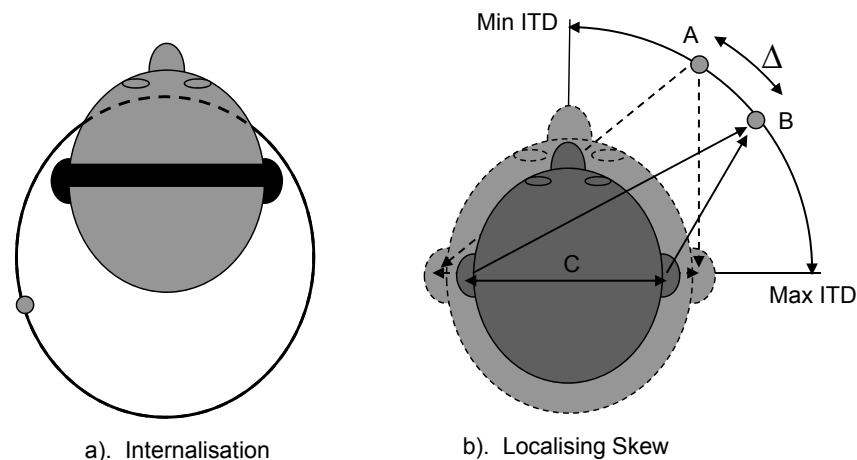 Min ITD
A
Δ
B
C
Max ITD
a). Internalisation
b). Localising Skew